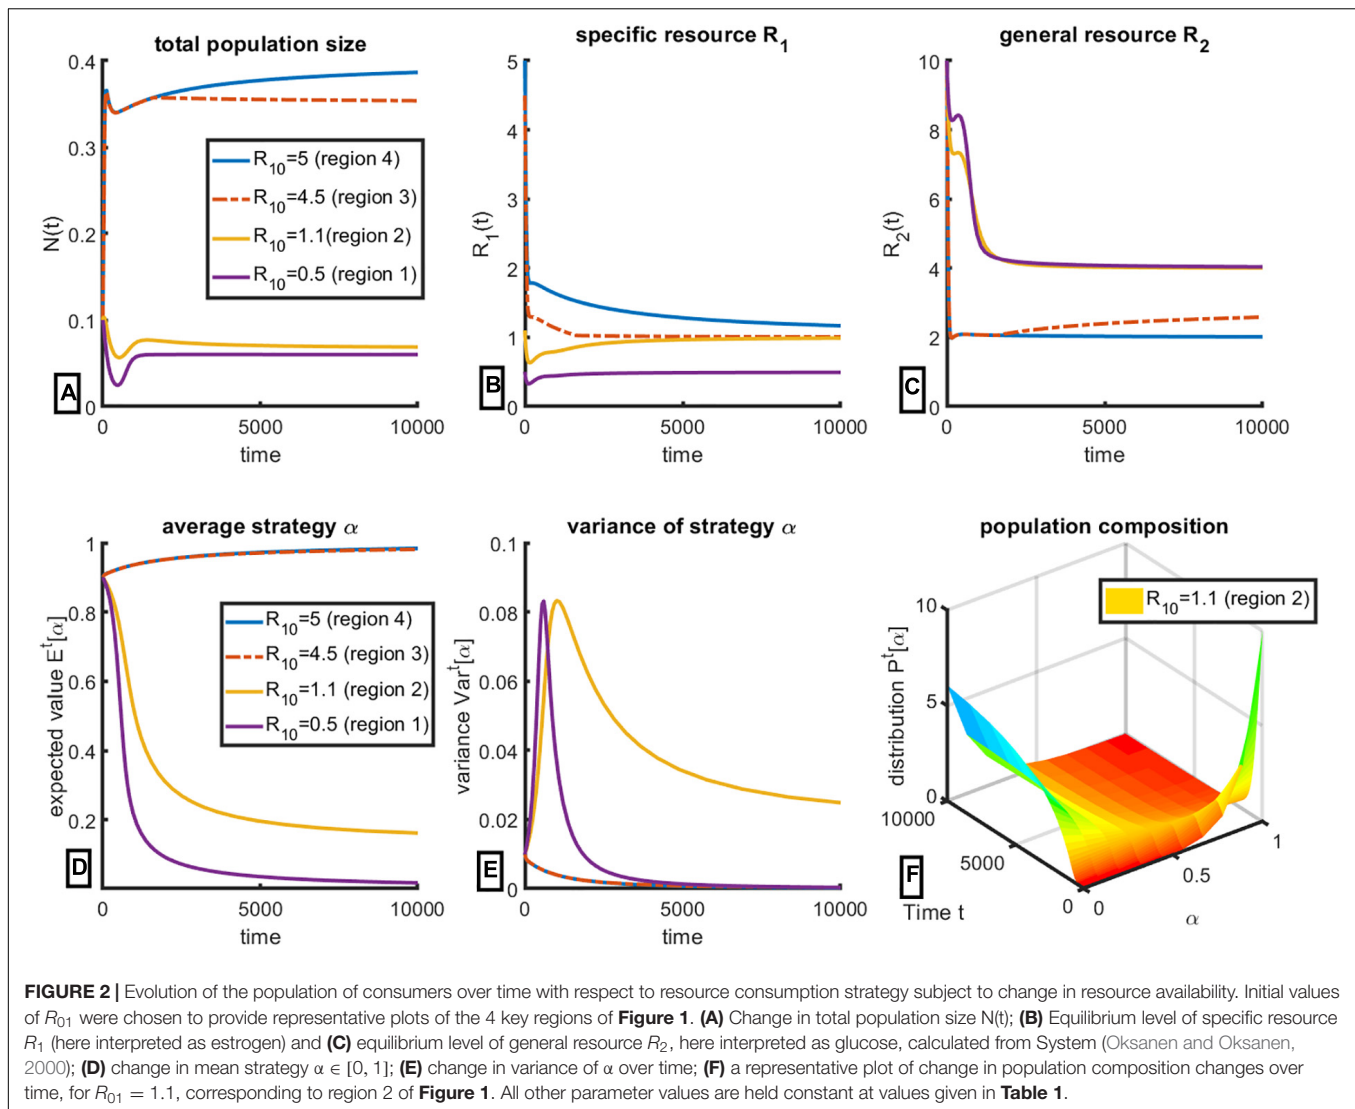 total population size
0.4
0.3
0.2
0.1
0
N(t)
R10=5 (region 4)
R10=4.5 (region 3)
R10=1.1(region 2)
R10=0.5 (region 1)
A
0 5000 10000
time
specific resource R1
5
4
3
2
1
0
R1(t)
B
0 5000 10000
time
general resource R2
10
8
6
4
2
0
R2(t)
C
0 5000 10000
time
average strategy α
1
0.8
0.6
0.4
0.2
expected value E^t[α]
R10=5 (region 4)
R10=4.5 (region 3)
R10=1.1 (region 2)
R10=0.5 (region 1)
D
0 5000 10000
time
variance of strategy α
0.1
0.08
0.06
0.04
0.02
0
variance Var^t[α]
E
0 5000 10000
time
population composition
R10=1.1 (region 2)
10
5
0
distribution P^t[α]
10000
5000
0
Time t
0
0.5
1
α
F
FIGURE 2 | Evolution of the population of consumers over time with respect to resource consumption strategy subject to change in resource availability. Initial values
of R01 were chosen to provide representative plots of the 4 key regions of Figure 1. (A) Change in total population size N(t); (B) Equilibrium level of specific resource
R1 (here interpreted as estrogen) and (C) equilibrium level of general resource R2, here interpreted as glucose, calculated from System (Oksanen and Oksanen,
2000); (D) change in mean strategy α ∈ [0, 1]; (E) change in variance of α over time; (F) a representative plot of change in population composition changes over
time, for R01 = 1.1, corresponding to region 2 of Figure 1. All other parameter values are held constant at values given in Table 1.